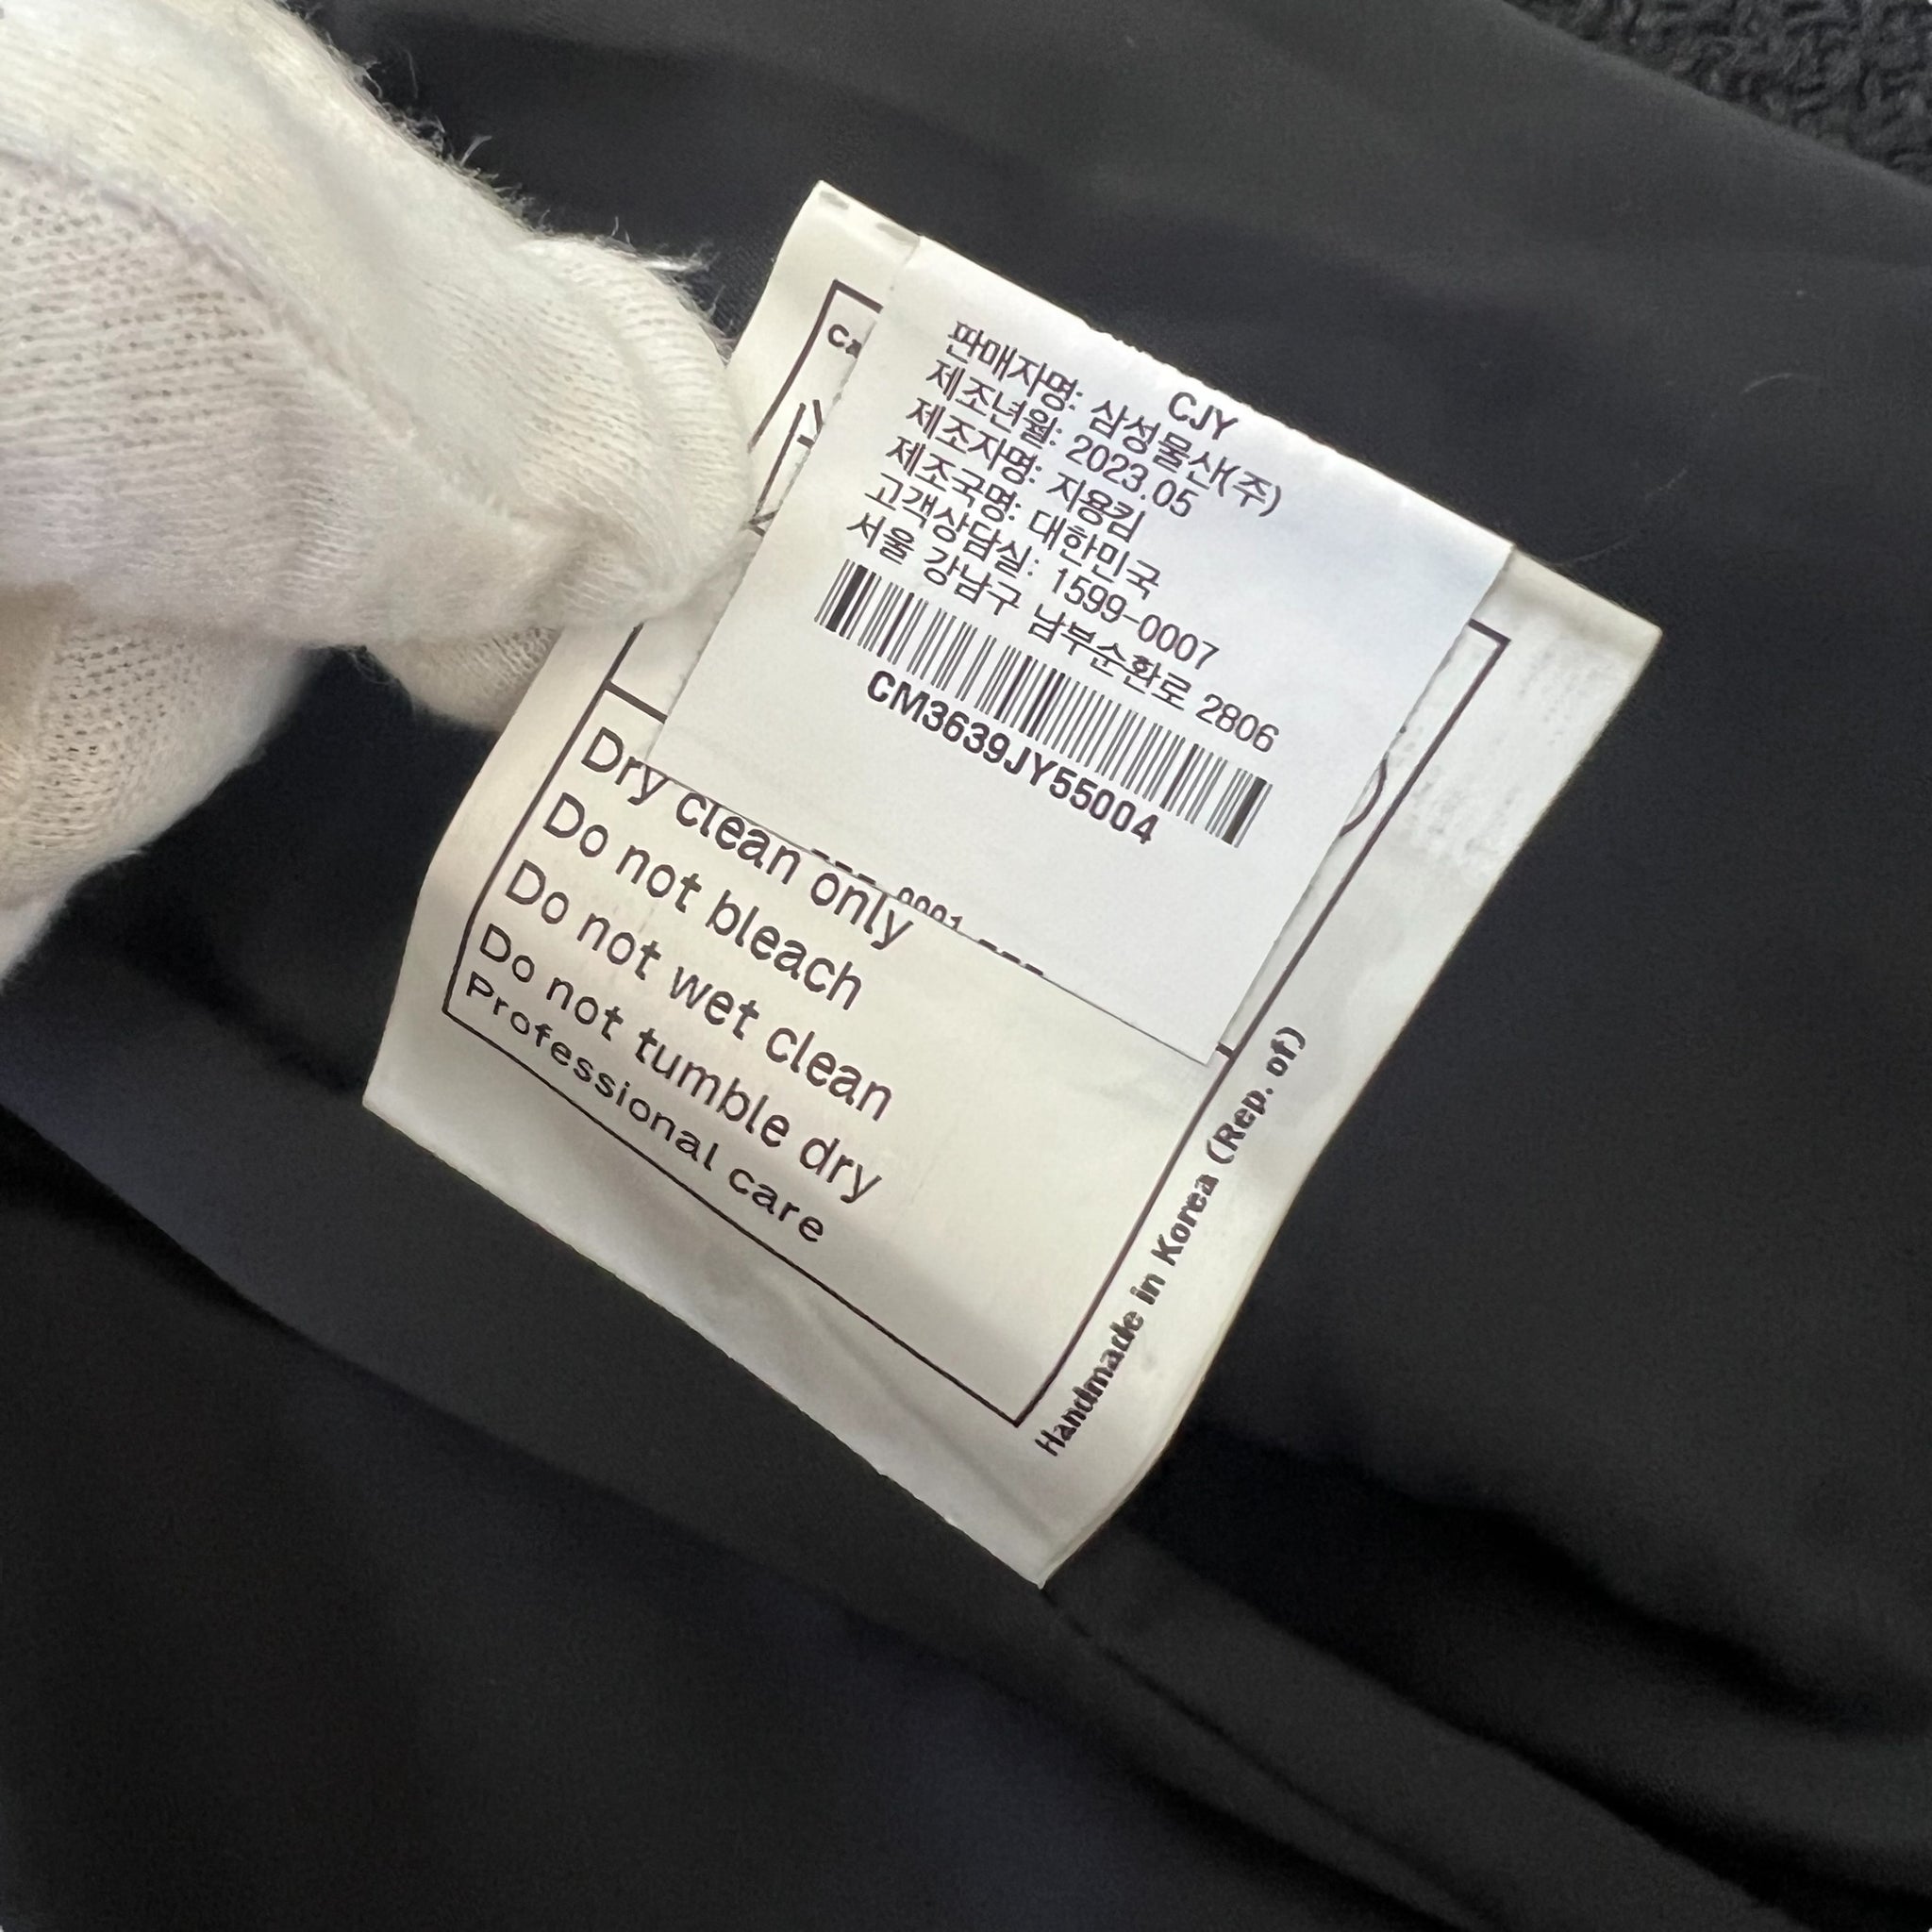 CJY
판매자명: 삼성물산(주)
제조년월: 2023.05
제조자명: 지용킴
제조국명: 대한민국
고객상담실: 1599-0007
서울 강남구 남부순환로 2806
CM3639JY55004
Dry clean only
Do not bleach
Do not wet clean
Do not tumble dry
Professional care
Handmade in Korea (Rep. of)